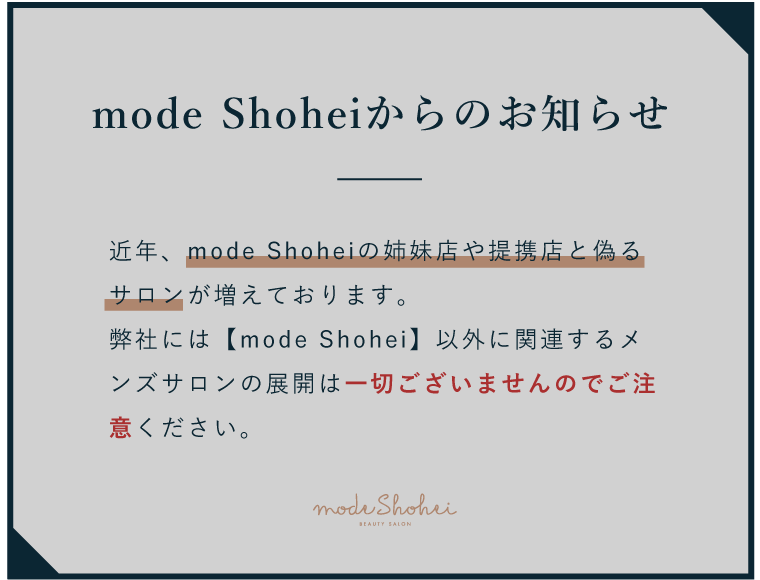 mode Shoheiからのお知らせ
近年、mode Shoheiの姉妹店や提携店と偽る
サロンが増えております。
弊社には【mode Shohei】以外に関連するメ
ンズサロンの展開は一切ございませんのでご注
意ください。
mode Shohei
BEAUTY SALON